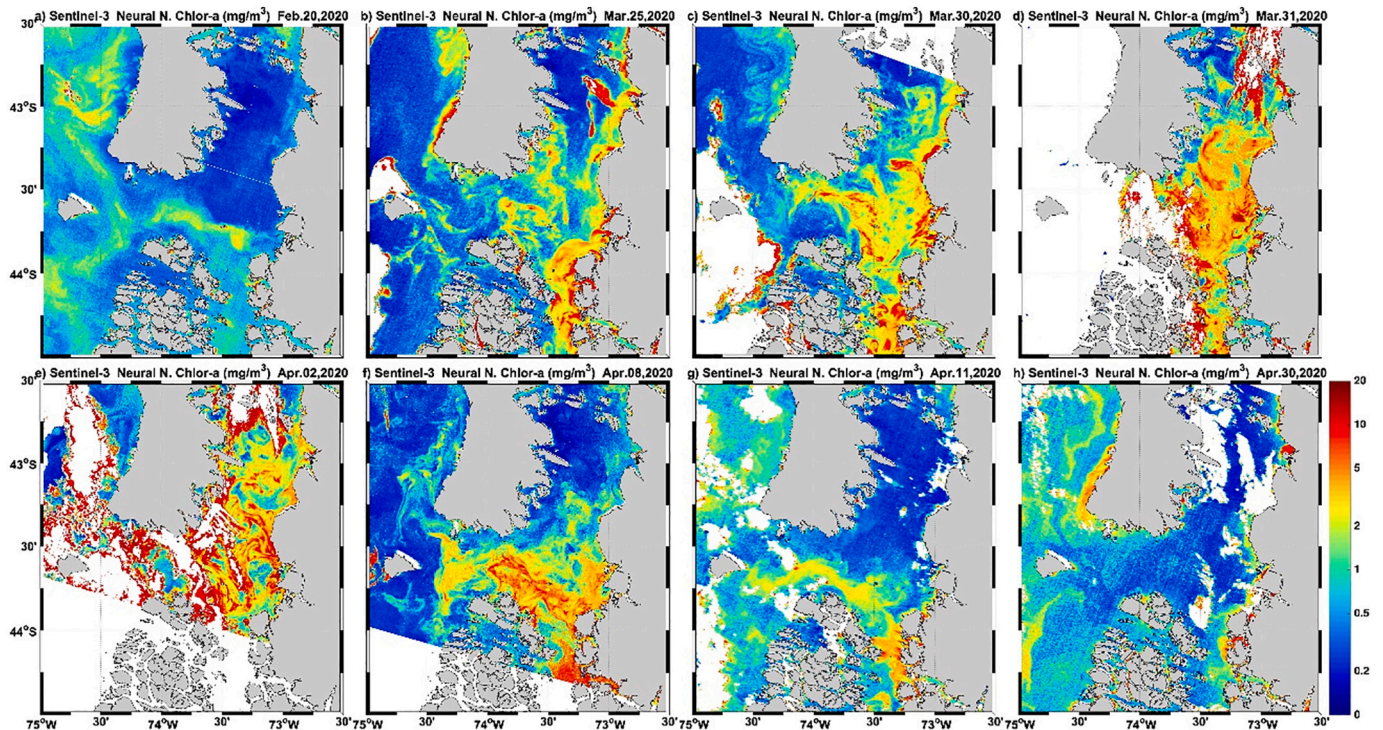 a) Sentinel-3 Neural N. Chlor-a (mg/m³) Feb.20,2020
b) Sentinel-3 Neural N. Chlor-a (mg/m³) Mar.25,2020
c) Sentinel-3 Neural N. Chlor-a (mg/m³) Mar.30,2020
d) Sentinel-3 Neural N. Chlor-a (mg/m³) Mar.31,2020
30'
43°S
30'
44°S
e) Sentinel-3 Neural N. Chlor-a (mg/m³) Apr.02,2020
f) Sentinel-3 Neural N. Chlor-a (mg/m³) Apr.08,2020
g) Sentinel-3 Neural N. Chlor-a (mg/m³) Apr.11,2020
h) Sentinel-3 Neural N. Chlor-a (mg/m³) Apr.30,2020
30'
43°S
30'
44°S
20
10
5
2
1
0.5
0.2
0
75°W 30' 74°W 30' 73°W 30'
75°W 30' 74°W 30' 73°W 30'
75°W 30' 74°W 30' 73°W 30'
75°W 30' 74°W 30' 73°W 30'